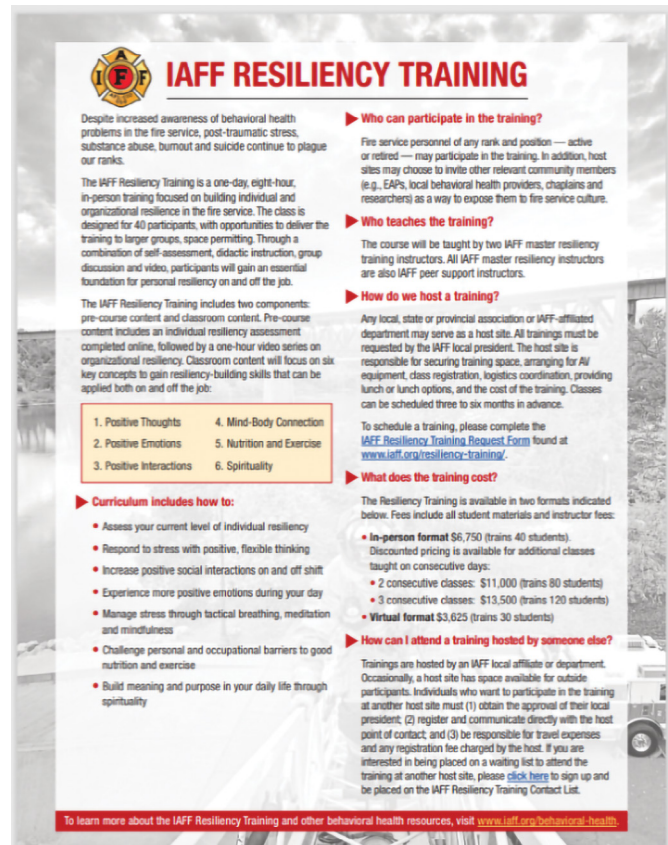 IAFF RESILIENCY TRAINING
Despite increased awareness of behavioral health
problems in the fire service, post-traumatic stress,
substance abuse, burnout and suicide continue to plague
our ranks.
The IAFF Resiliency Training is a one-day, eight-hour,
in-person training focused on building individual and
organizational resilience in the fire service. The class is
designed for 40 participants, with opportunities to deliver the
training to larger groups, space permitting. Through a
combination of self-assessment, didactic instruction, group
discussion and video, participants will gain an essential
foundation for personal resiliency on and off the job.
The IAFF Resiliency Training includes two components:
pre-course content and classroom content. Pre-course
content includes an individual resiliency assessment
completed online, followed by a one-hour video series on
organizational resiliency. Classroom content will focus on six
key concepts to gain resiliency-building skills that can be
applied both on and off the job:
1. Positive Thoughts
2. Positive Emotions
3. Positive Interactions
4. Mind-Body Connection
5. Nutrition and Exercise
6. Spirituality
Curriculum includes how to:
• Assess your current level of individual resiliency
• Respond to stress with positive, flexible thinking
• Increase positive social interactions on and off shift
• Experience more positive emotions during your day
• Manage stress through tactical breathing, meditation
and mindfulness
• Challenge personal and occupational barriers to good
nutrition and exercise
• Build meaning and purpose in your daily life through
spirituality
Who can participate in the training?
Fire service personnel of any rank and position — active
or retired — may participate in the training. In addition, host
sites may choose to invite other relevant community members
(e.g., EAPs, local behavioral health providers, chaplains and
researchers) as a way to expose them to fire service culture.
Who teaches the training?
The course will be taught by two IAFF master resiliency
training instructors. All IAFF master resiliency instructors
are also IAFF peer support instructors.
How do we host a training?
Any local, state or provincial association or IAFF-affiliated
department may serve as a host site. All trainings must be
requested by the IAFF local president. The host site is
responsible for securing training space, arranging for AV
equipment, class registration, logistics coordination, providing
lunch or lunch options, and the cost of the training. Classes
can be scheduled three to six months in advance.
To schedule a training, please complete the
IAFF Resiliency Training Request Form found at
www.iaff.org/resiliency-training/.
What does the training cost?
The Resiliency Training is available in two formats indicated
below. Fees include all student materials and instructor fees:
• In-person format $6,750 (trains 40 students).
Discounted pricing is available for additional classes
taught on consecutive days:
• 2 consecutive classes: $11,000 (trains 80 students)
• 3 consecutive classes: $13,500 (trains 120 students)
• Virtual format $3,625 (trains 30 students)
How can I attend a training hosted by someone else?
Trainings are hosted by an IAFF local affiliate or department.
Occasionally, a host site has space available for outside
participants. Individuals who want to participate in the training
at another host site must (1) obtain the approval of their local
president; (2) register and communicate directly with the host
point of contact; and (3) be responsible for travel expenses
and any registration fee charged by the host. If you are
interested in being placed on a waiting list to attend the
training at another host site, please click here to sign up and
be placed on the IAFF Resiliency Training Contact List.
To learn more about the IAFF Resiliency Training and other behavioral health resources, visit www.iaff.org/behavioral-health.